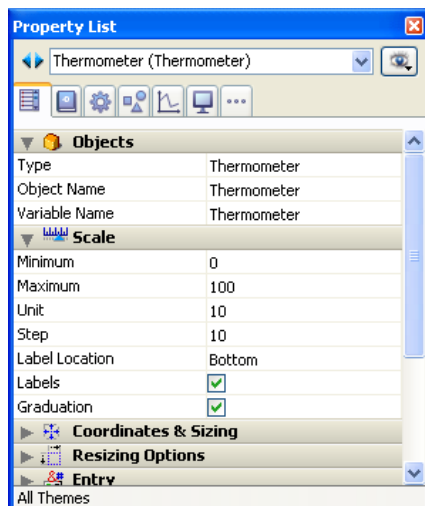 Property List
Thermometer (Thermometer)
Objects
Type Thermometer
Object Name Thermometer
Variable Name Thermometer
Scale
Minimum 0
Maximum 100
Unit 10
Step 10
Label Location Bottom
Labels
Graduation
Coordinates & Sizing
Resizing Options
Entry
All Themes